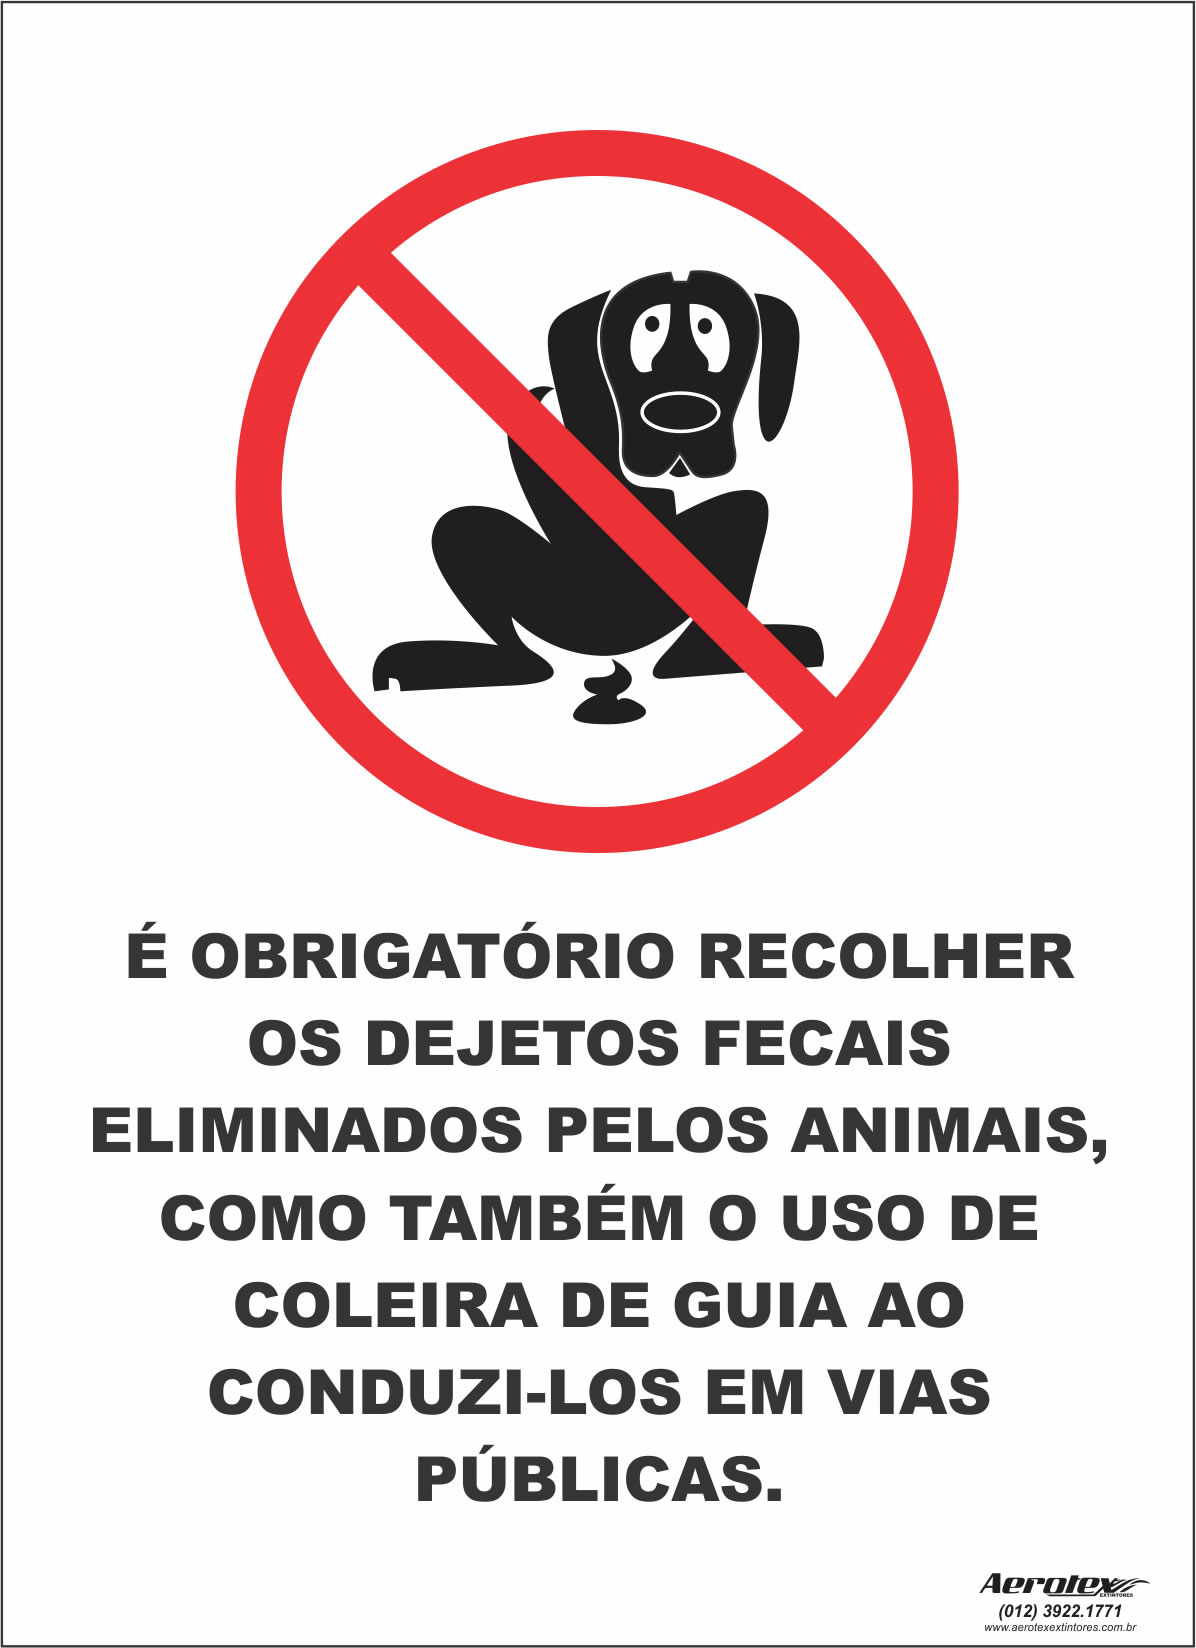 É OBRIGATÓRIO RECOLHER
OS DEJETOS FECAIS
ELIMINADOS PELOS ANIMAIS,
COMO TAMBÉM O USO DE
COLEIRA DE GUIA AO
CONDUZI-LOS EM VIAS
PÚBLICAS.
Aerotex
EXTINTORES
(012) 3922.1771
www.aerotexextintores.com.br